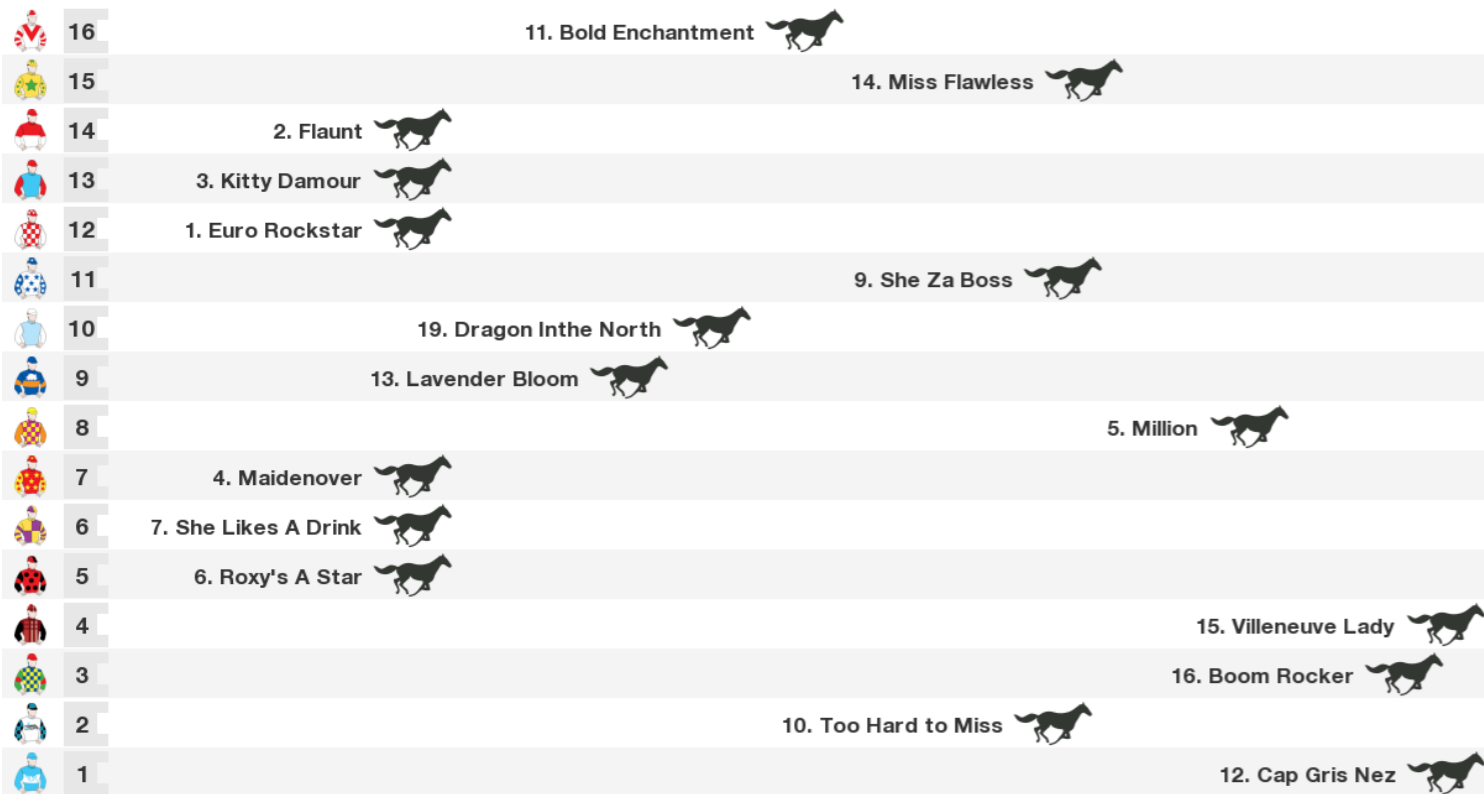 16 11. Bold Enchantment
15 14. Miss Flawless
14 2. Flaunt
13 3. Kitty Damour
12 1. Euro Rockstar
11 9. She Za Boss
10 19. Dragon Inthe North
9 13. Lavender Bloom
8 5. Million
7 4. Maidenover
6 7. She Likes A Drink
5 6. Roxy's A Star
4 15. Villeneuve Lady
3 16. Boom Rocker
2 10. Too Hard to Miss
1 12. Cap Gris Nez